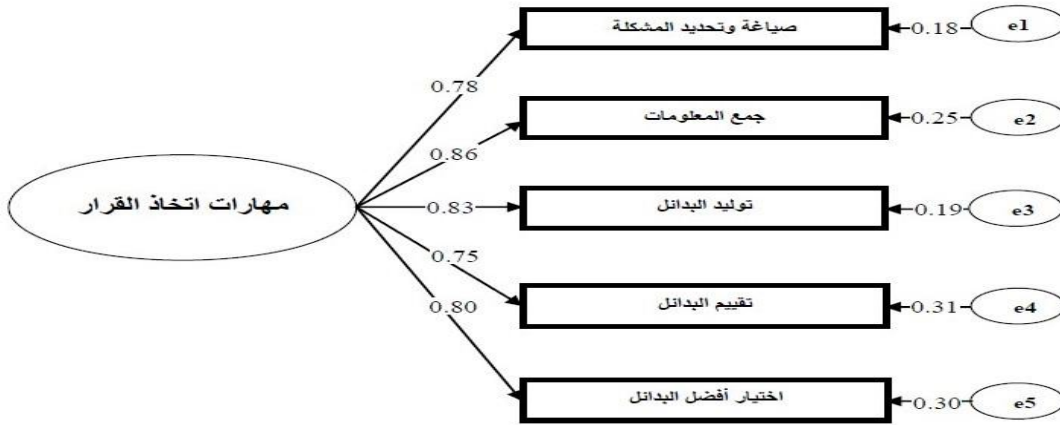 صياغة وتحديد المشكلة
0.18
e1
0.78
جمع المعلومات
0.25
e2
0.86
مهارات اتخاذ القرار
0.83
توليد البدائل
0.19
e3
0.75
تقييم البدائل
0.31
e4
0.80
اختيار أفضل البدائل
0.30
e5